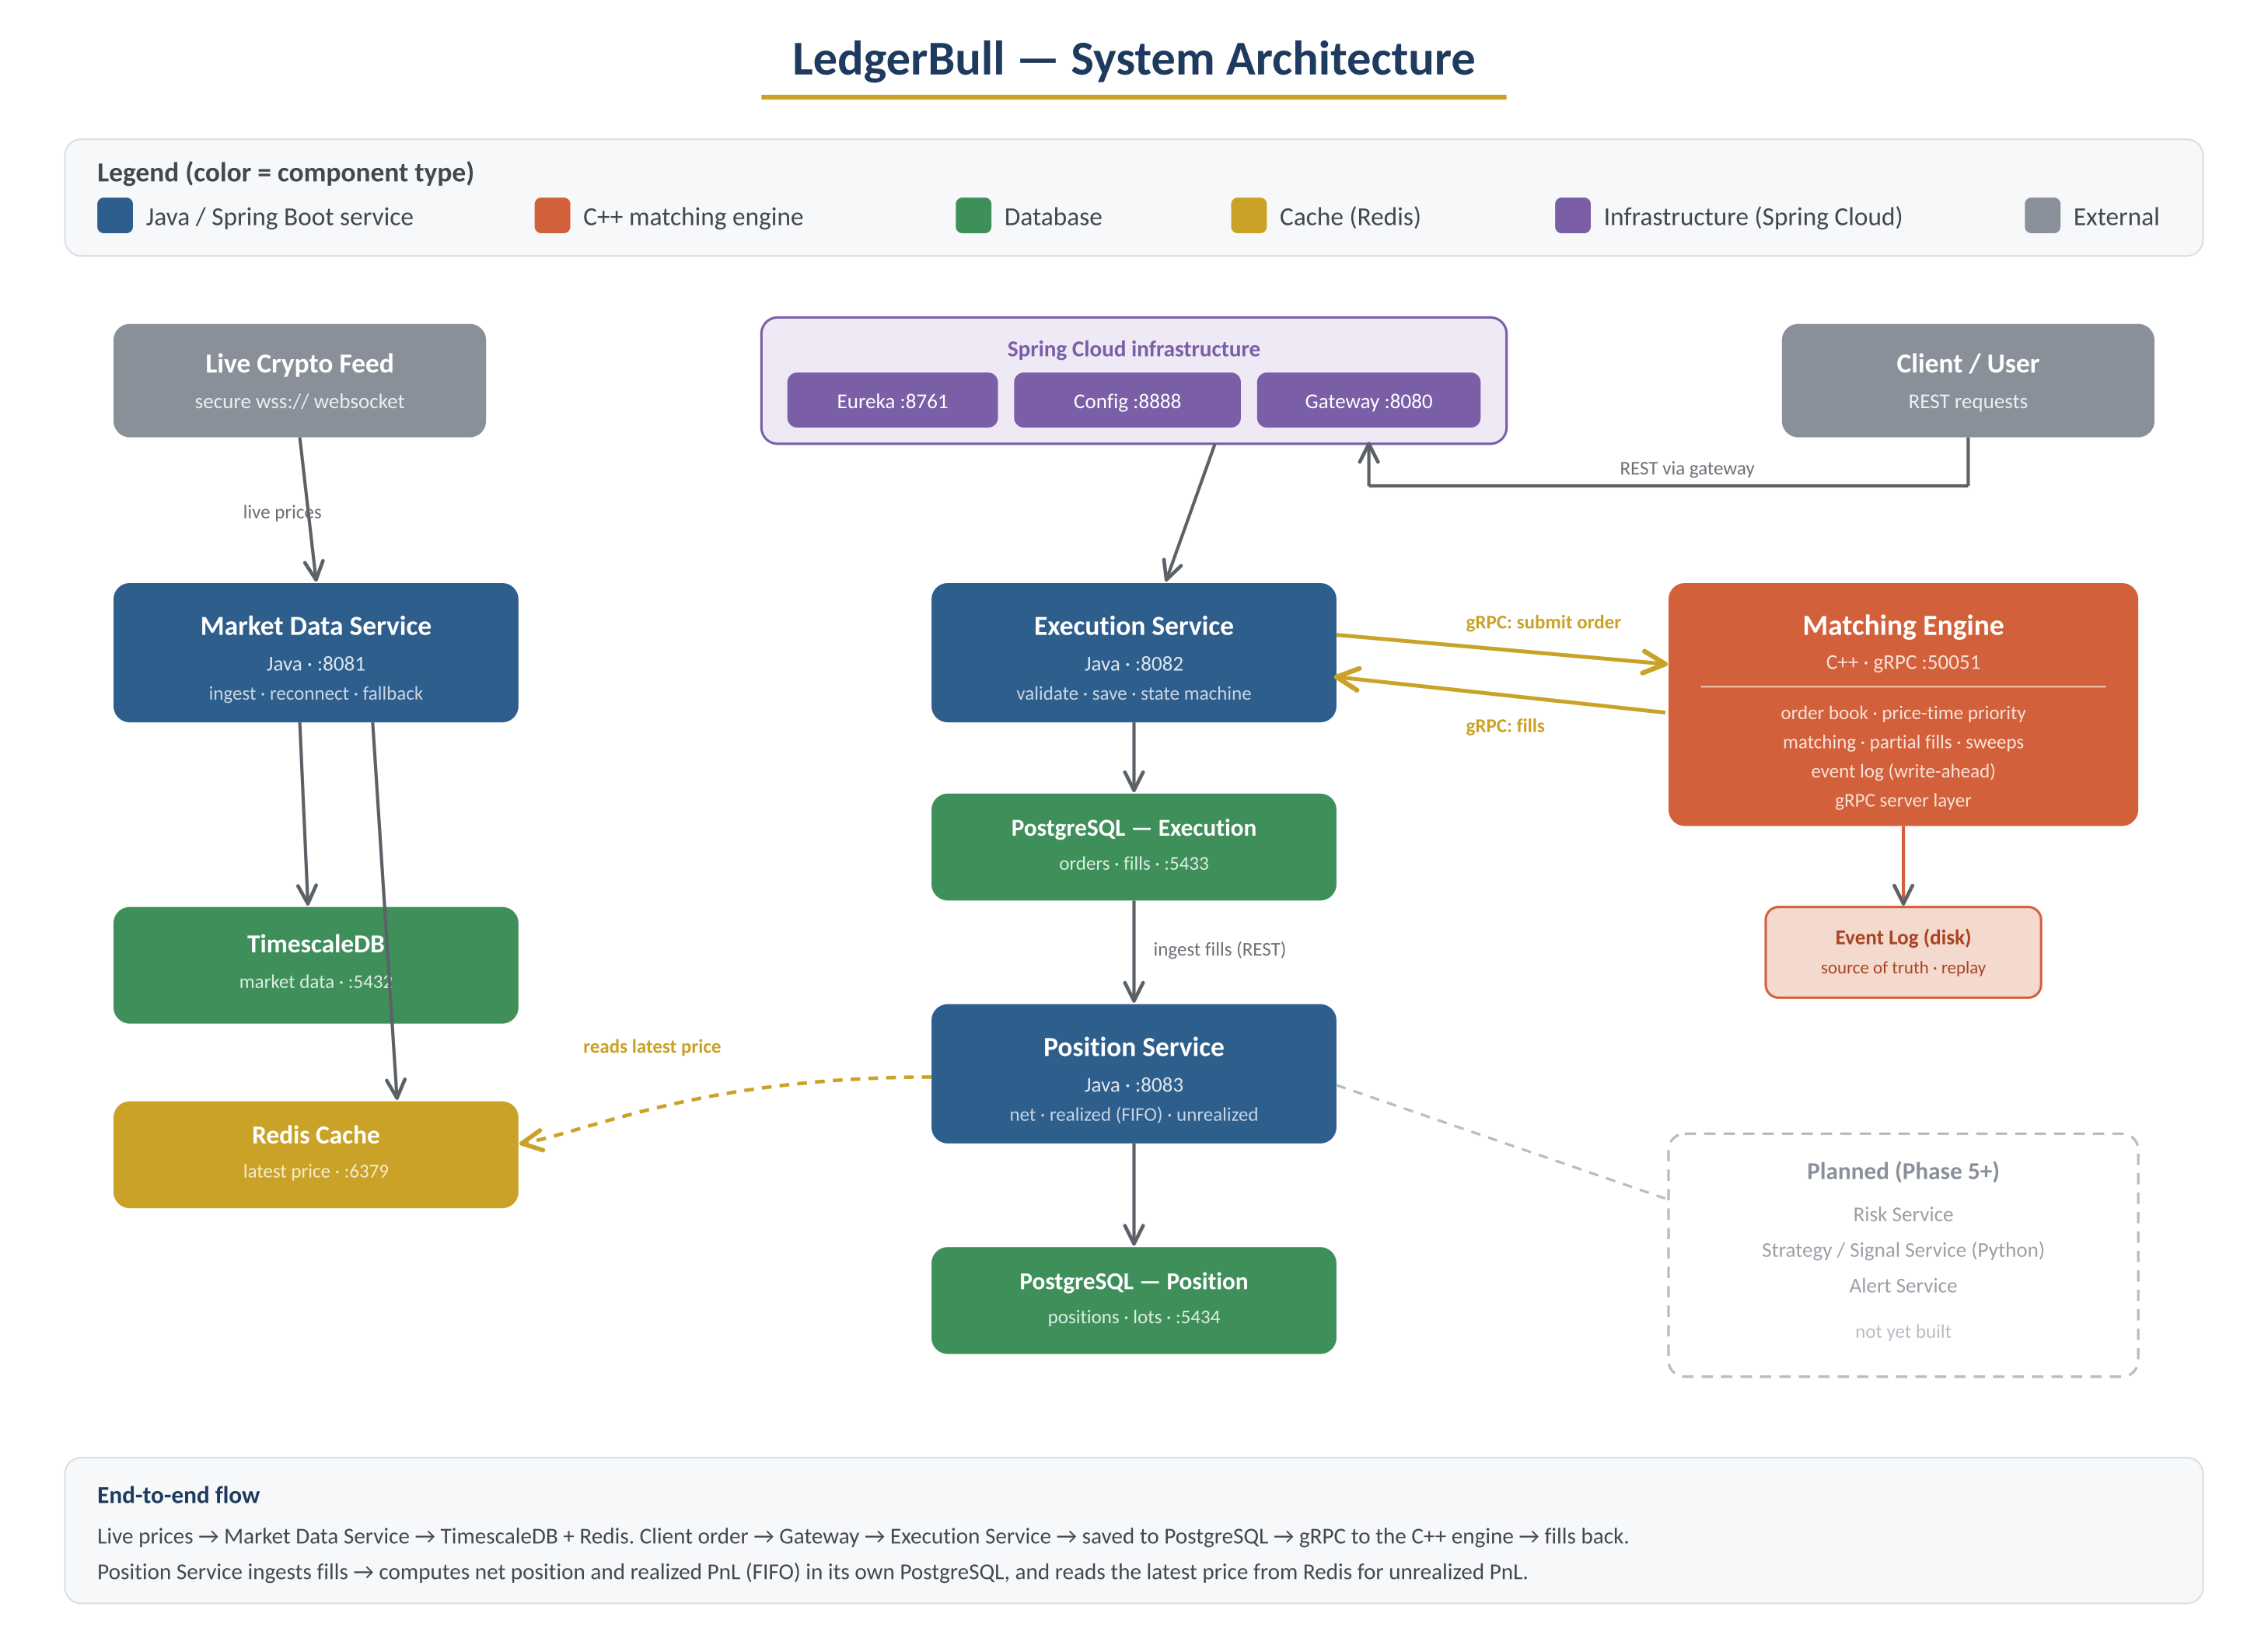 LedgerBull — System Architecture
Legend (color = component type)
Java / Spring Boot service
C++ matching engine
Database
Cache (Redis)
Infrastructure (Spring Cloud)
External
Live Crypto Feed
secure wss:// websocket
Spring Cloud infrastructure
Eureka :8761
Config :8888
Gateway :8080
Client / User
REST requests
REST via gateway
live prices
Market Data Service
Java · :8081
ingest · reconnect · fallback
Execution Service
Java · :8082
validate · save · state machine
gRPC: submit order
gRPC: fills
Matching Engine
C++ · gRPC :50051
order book · price-time priority
matching · partial fills · sweeps
event log (write-ahead)
gRPC server layer
PostgreSQL — Execution
orders · fills · :5433
TimescaleDB
market data · :5432
ingest fills (REST)
Event Log (disk)
source of truth · replay
reads latest price
Position Service
Java · :8083
net · realized (FIFO) · unrealized
Redis Cache
latest price · :6379
Planned (Phase 5+)
Risk Service
Strategy / Signal Service (Python)
Alert Service
not yet built
PostgreSQL — Position
positions · lots · :5434
End-to-end flow
Live prices → Market Data Service → TimescaleDB + Redis. Client order → Gateway → Execution Service → saved to PostgreSQL → gRPC to the C++ engine → fills back.
Position Service ingests fills → computes net position and realized PnL (FIFO) in its own PostgreSQL, and reads the latest price from Redis for unrealized PnL.